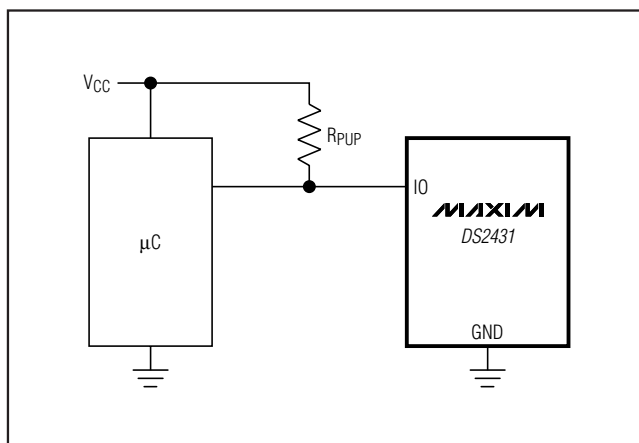 VCC
RPUP
IO
MAXIM
DS2431
μC
GND